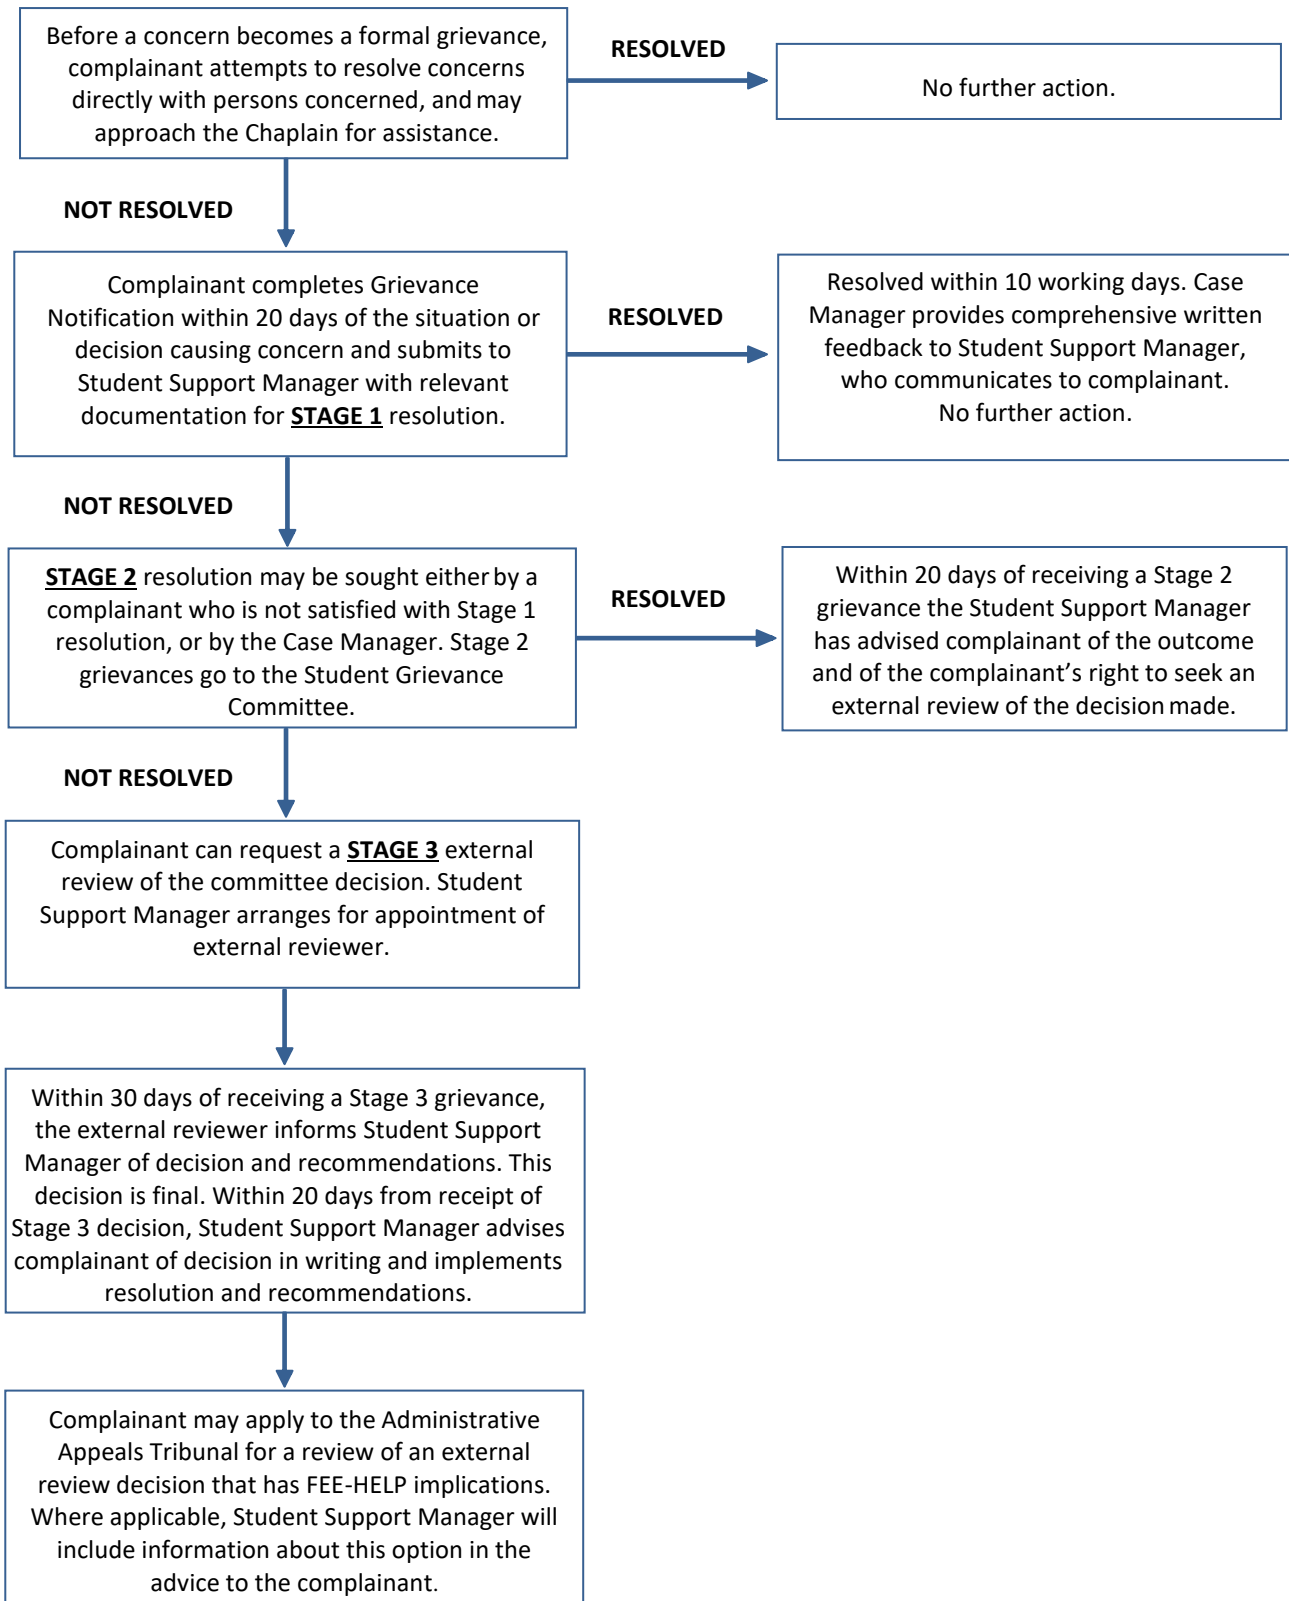 Before a concern becomes a formal grievance,
complainant attempts to resolve concerns
directly with persons concerned, and may
approach the Chaplain for assistance.
RESOLVED
No further action.
NOT RESOLVED
Complainant completes Grievance
Notification within 20 days of the situation or
decision causing concern and submits to
Student Support Manager with relevant
documentation for STAGE 1 resolution.
RESOLVED
Resolved within 10 working days. Case
Manager provides comprehensive written
feedback to Student Support Manager,
who communicates to complainant.
No further action.
NOT RESOLVED
STAGE 2 resolution may be sought either by a
complainant who is not satisfied with Stage 1
resolution, or by the Case Manager. Stage 2
grievances go to the Student Grievance
Committee.
RESOLVED
Within 20 days of receiving a Stage 2
grievance the Student Support Manager
has advised complainant of the outcome
and of the complainant’s right to seek an
external review of the decision made.
NOT RESOLVED
Complainant can request a STAGE 3 external
review of the committee decision. Student
Support Manager arranges for appointment of
external reviewer.
Within 30 days of receiving a Stage 3 grievance,
the external reviewer informs Student Support
Manager of decision and recommendations. This
decision is final. Within 20 days from receipt of
Stage 3 decision, Student Support Manager advises
complainant of decision in writing and implements
resolution and recommendations.
Complainant may apply to the Administrative
Appeals Tribunal for a review of an external
review decision that has FEE-HELP implications.
Where applicable, Student Support Manager will
include information about this option in the
advice to the complainant.